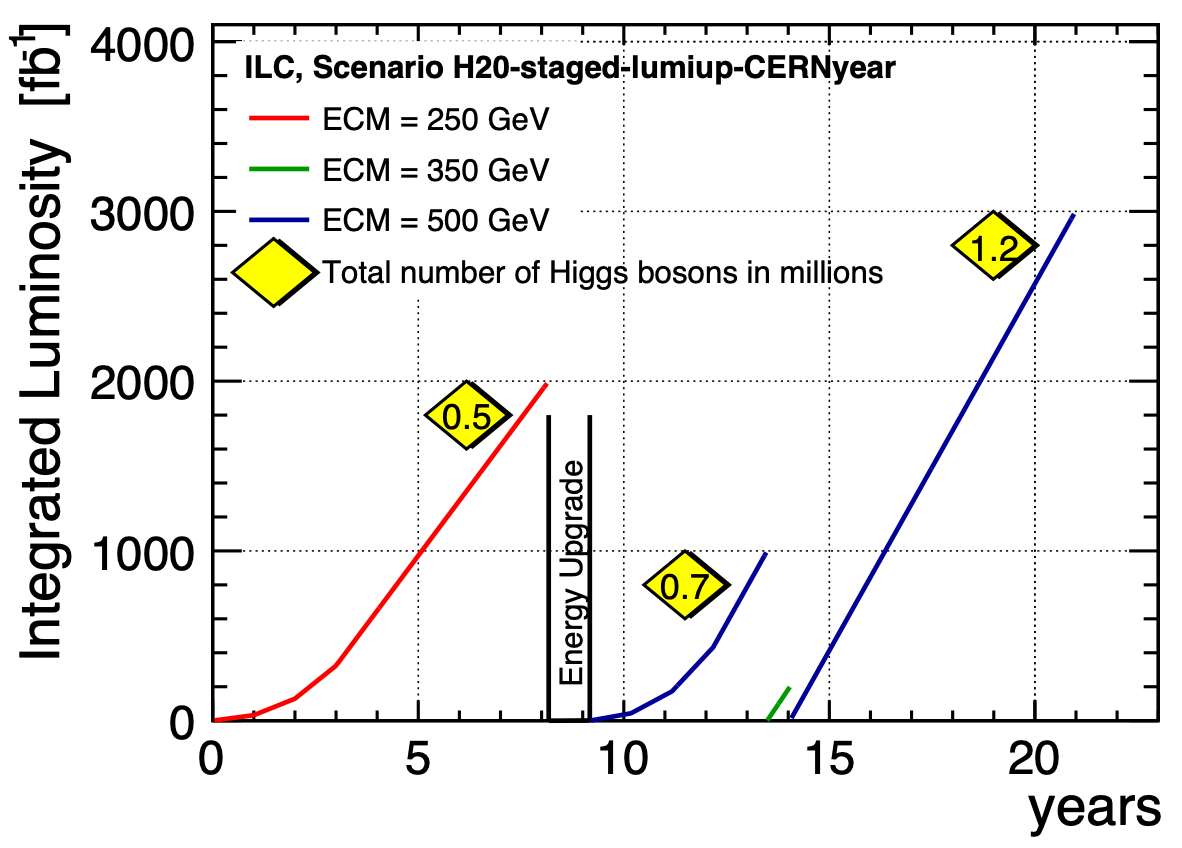 Integrated Luminosity [fb-1]
4000
3000
2000
1000
0
ILC, Scenario H20-staged-lumiup-CERNyear
ECM = 250 GeV
ECM = 350 GeV
ECM = 500 GeV
Total number of Higgs bosons in millions
1.2
0.5
0.7
Energy Upgrade
0 5 10 15 20
years